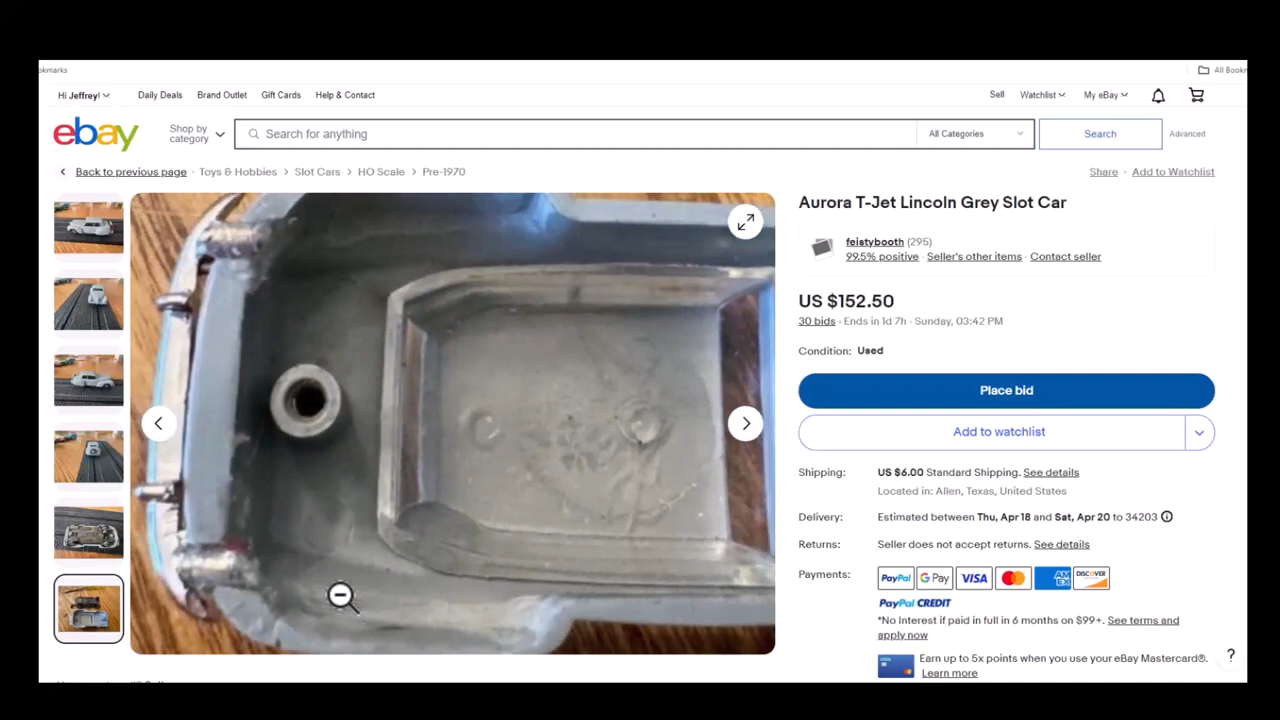 okmarks
All Bookm
Hi Jeffrey!
Daily Deals
Brand Outlet
Gift Cards
Help & Contact
Sell
Watchlist
My eBay
ebay
Shop by
category
Search for anything
All Categories
Search
Advanced
Back to previous page
Toys & Hobbies > Slot Cars > HO Scale > Pre-1970
Share
Add to Watchlist
Aurora T-Jet Lincoln Grey Slot Car
feistybooth (295)
99.5% positive · Seller's other items · Contact seller
US $152.50
30 bids · Ends in 1d 7h · Sunday, 03:42 PM
Condition: Used
Place bid
Add to watchlist
Shipping: US $6.00 Standard Shipping. See details
Located in: Allen, Texas, United States
Delivery: Estimated between Thu, Apr 18 and Sat, Apr 20 to 34203
Returns: Seller does not accept returns. See details
Payments: PayPal G Pay VISA MasterCard AM EX DISCOVER
PayPal CREDIT
*No Interest if paid in full in 6 months on $99+. See terms and
apply now
Earn up to 5x points when you use your eBay Mastercard®.
Learn more
?